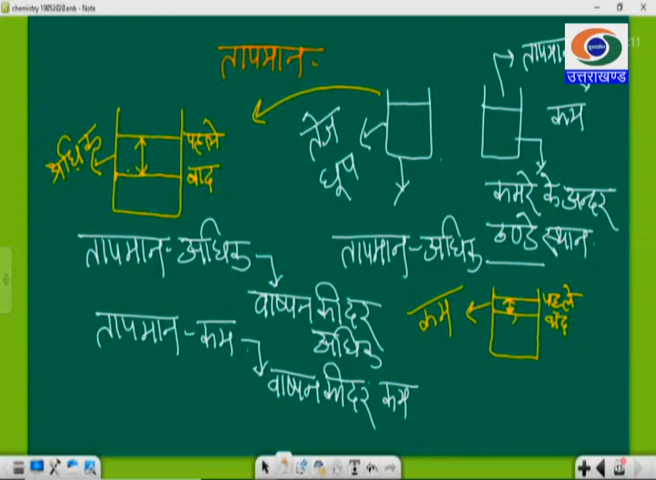 chemistry 19052020.enb - Note
तापमान-
तापमा
उत्तराखण्ड
कम
तेज
धूप
अधिक
पहले
बाद
कमरे के अन्दर
ठण्डे स्थान
तापमान-अधिक
तापमान-अधिक
वाष्पन की दर
अधिक
कम
पहले
बाद
तापमान-कम
वाष्पन की दर कम